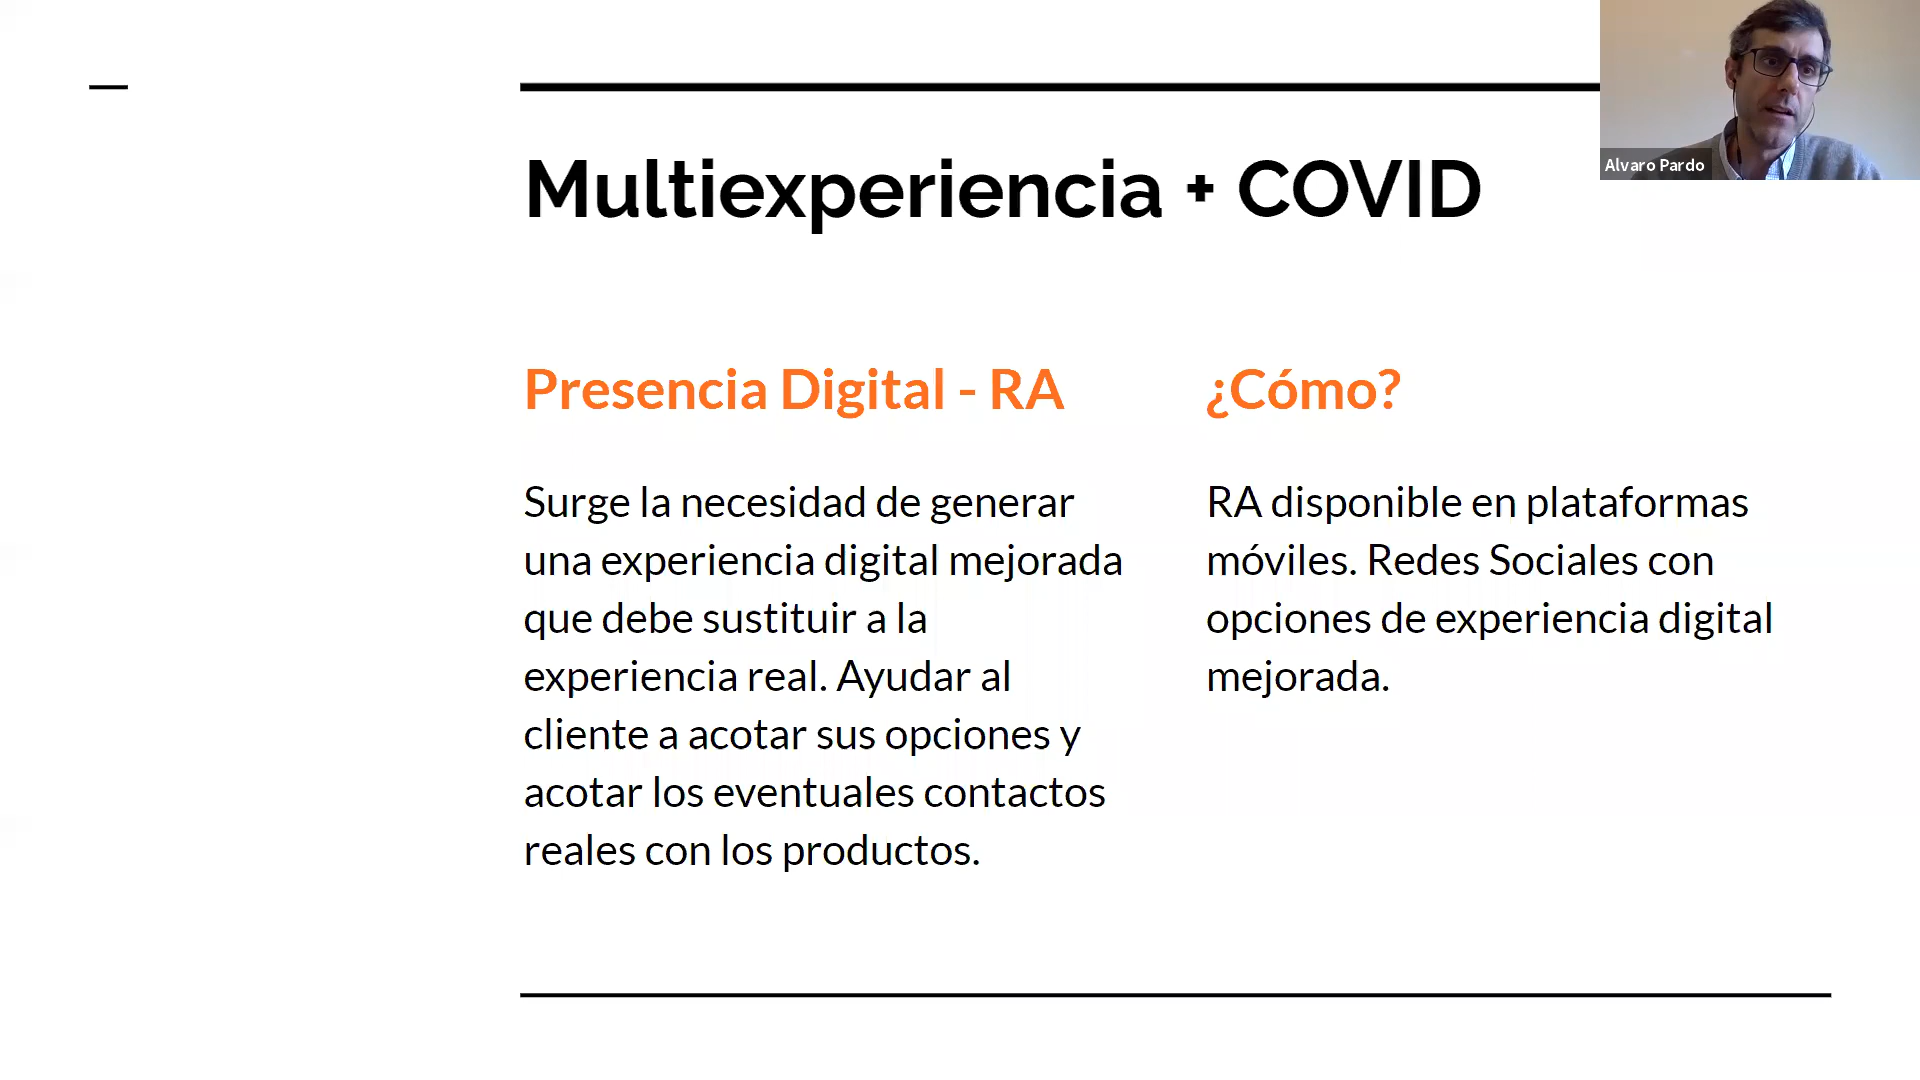 Alvaro Pardo
Multiexperiencia + COVID
Presencia Digital - RA
Surge la necesidad de generar
una experiencia digital mejorada
que debe sustituir a la
experiencia real. Ayudar al
cliente a acotar sus opciones y
acotar los eventuales contactos
reales con los productos.
¿Cómo?
RA disponible en plataformas
móviles. Redes Sociales con
opciones de experiencia digital
mejorada.